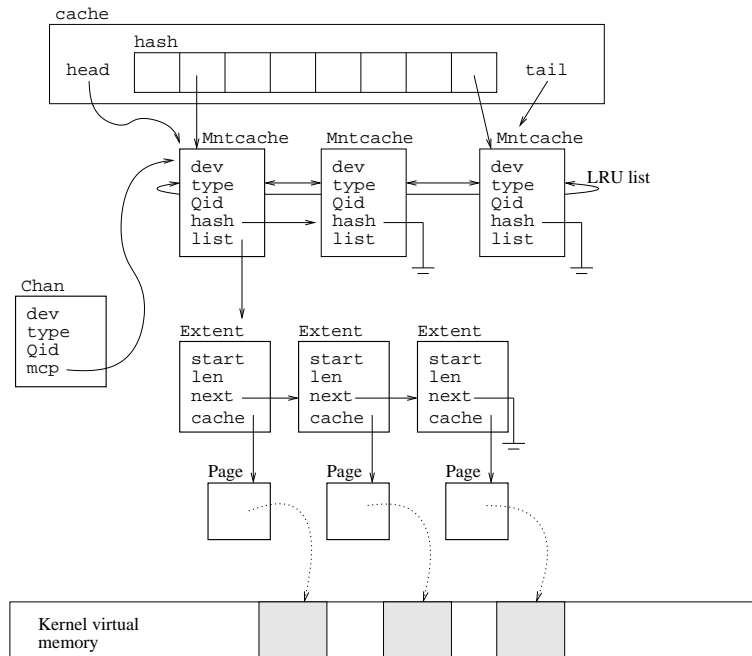 cache
hash
head
tail
Mntcache
Mntcache
Mntcache
dev
type
Qid
hash
list
dev
type
Qid
hash
list
dev
type
Qid
hash
list
LRU list
Chan
dev
type
Qid
mcp
Extent
Extent
Extent
start
len
next
cache
start
len
next
cache
start
len
next
cache
Page
Page
Page
Kernel virtual
memory